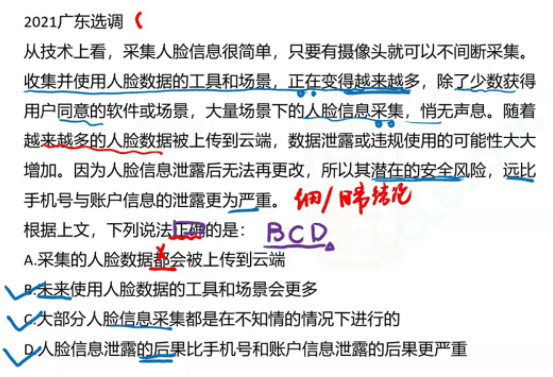 2021广东选调（
从技术上看，采集人脸信息很简单，只要有摄像头就可以不间断采集。
收集并使用人脸数据的工具和场景，正在变得越来越多，除了少数获得
用户同意的软件或场景，大量场景下的人脸信息采集，悄无声息。随着
越来越多的人脸数据被上传到云端，数据泄露或违规使用的可能性大大
增加。因为人脸信息泄露后无法再更改，所以其潜在的安全风险，远比
手机号与账户信息的泄露更为严重。
根据上文，下列说法正确的是： BCD
A.采集的人脸数据都会被上传到云端
B.未来使用人脸数据的工具和场景会更多
C.大部分人脸信息采集都是在不知情的情况下进行的
D.人脸信息泄露的后果比手机号和账户信息泄露的后果更严重